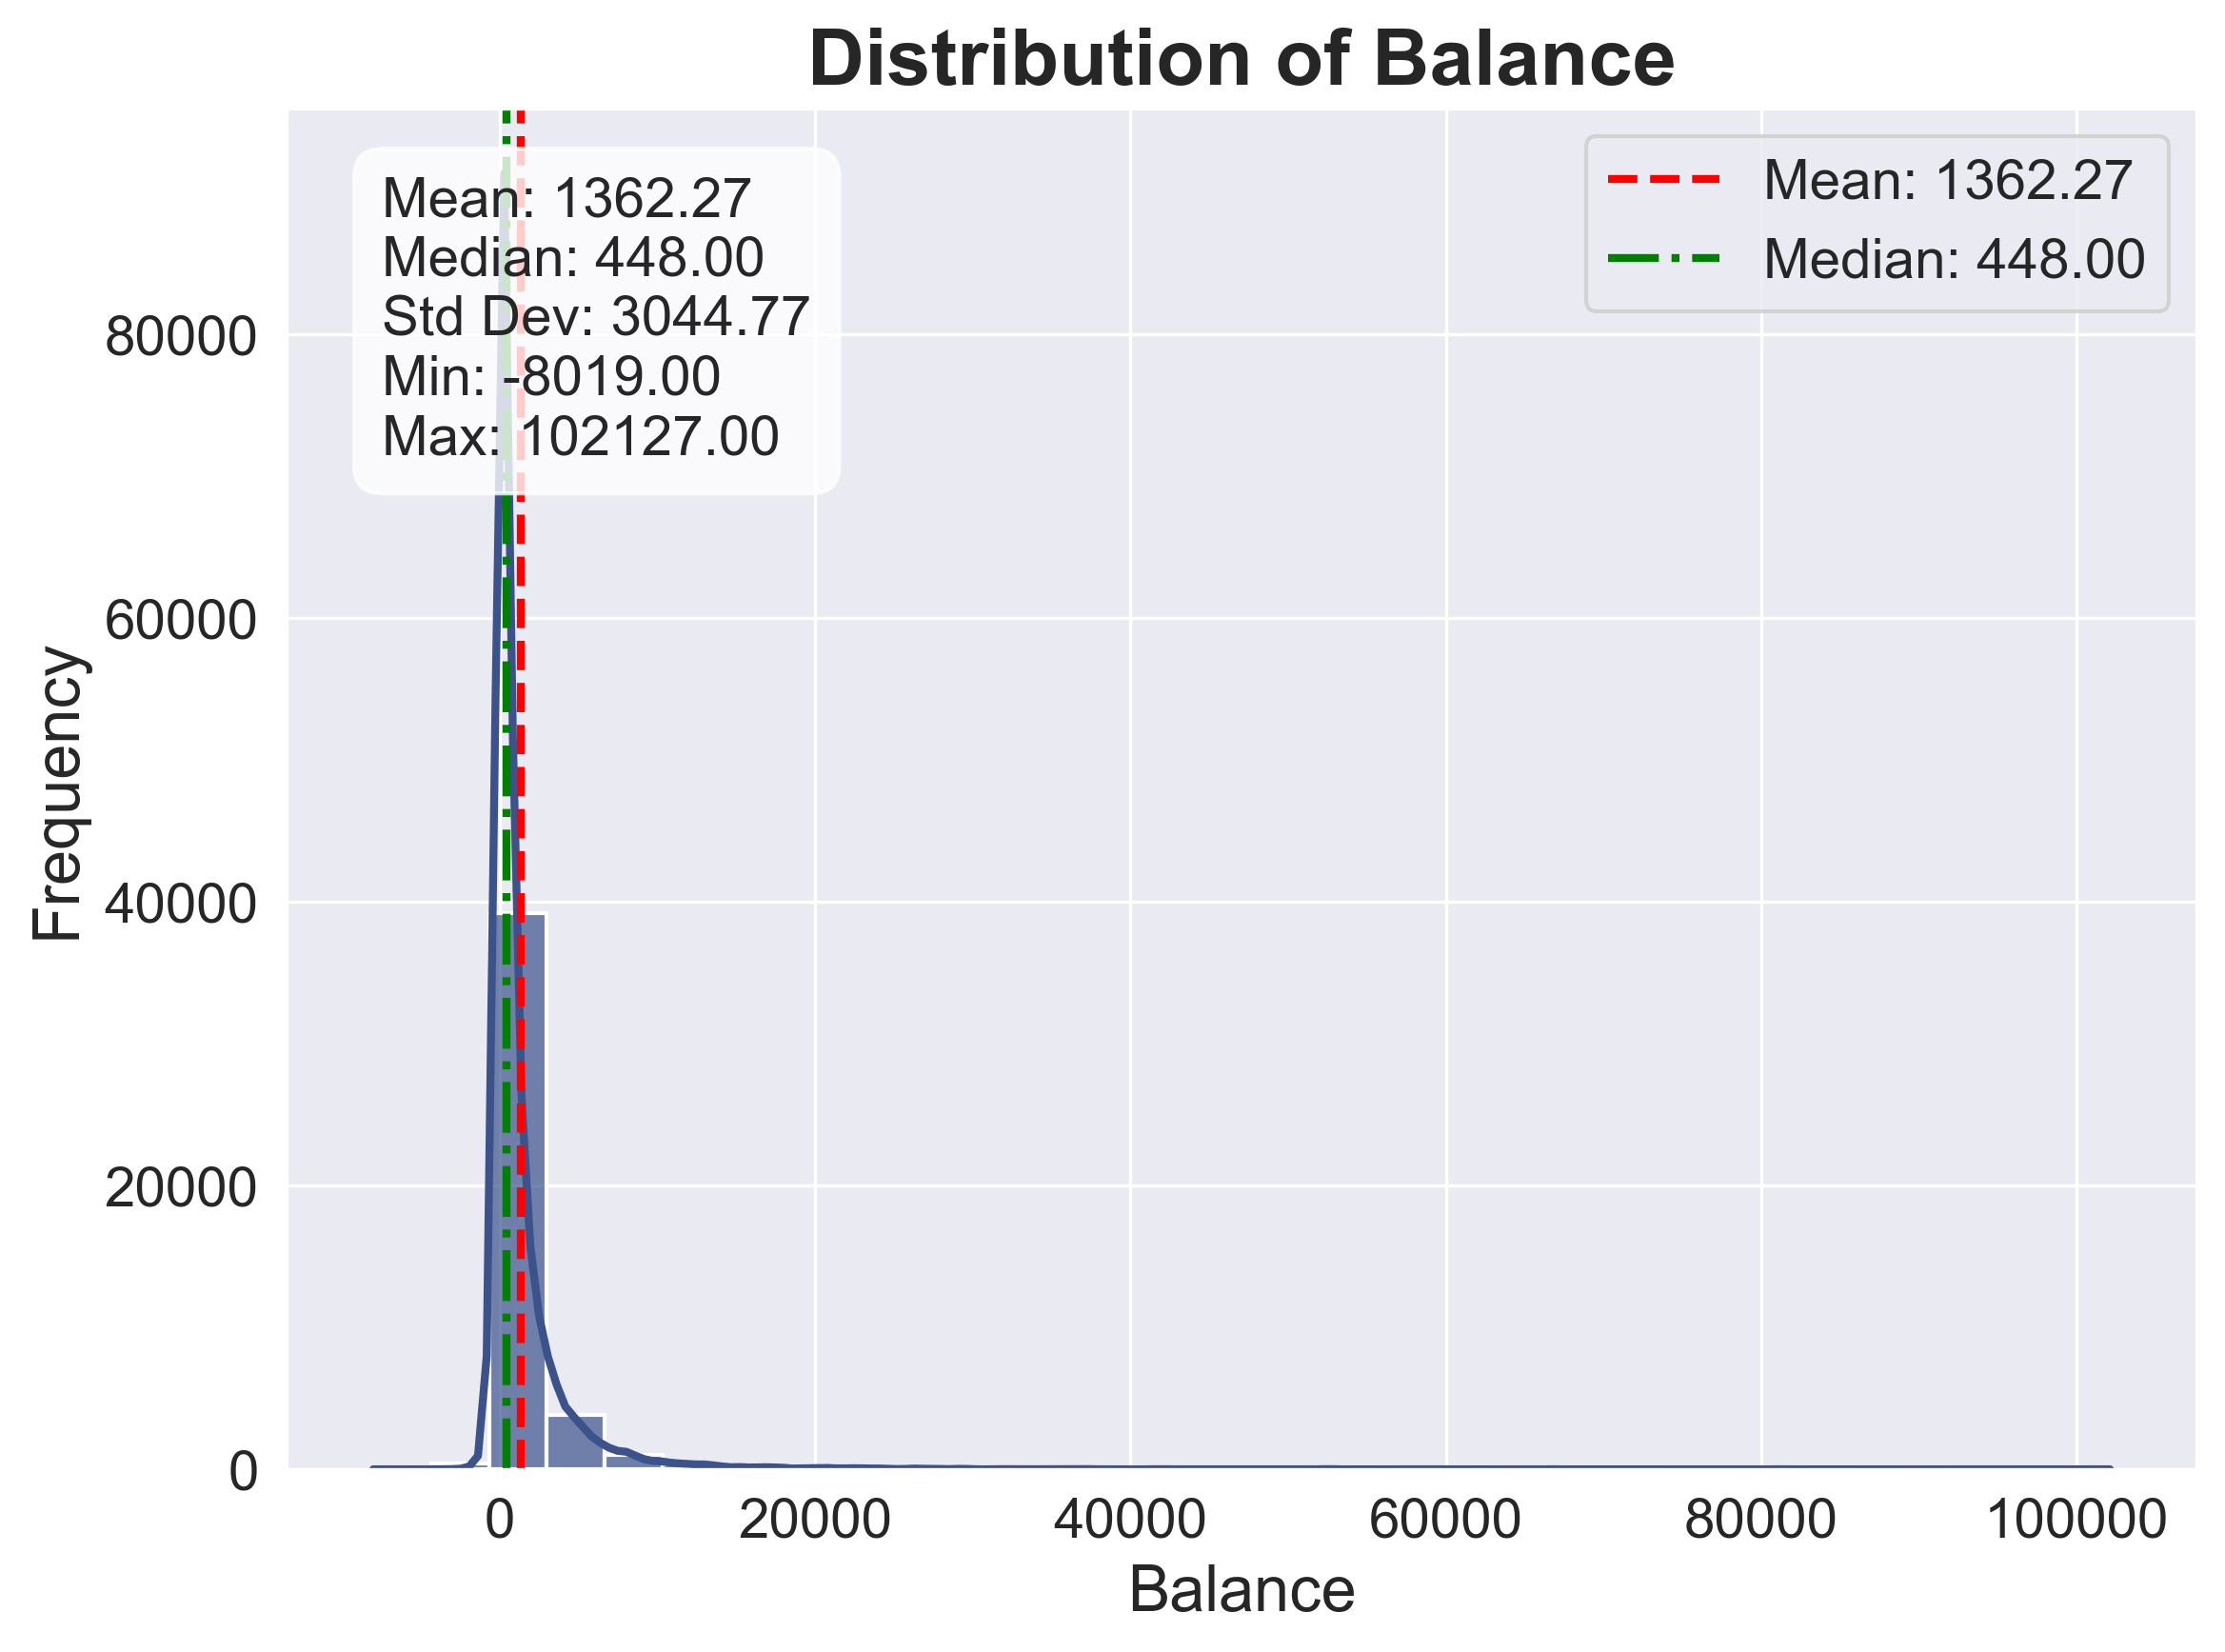 Distribution of Balance
Mean: 1362.27
Median: 448.00
Std Dev: 3044.77
Min: -8019.00
Max: 102127.00
Mean: 1362.27
Median: 448.00
Frequency
80000
60000
40000
20000
0
0 20000 40000 60000 80000 100000
Balance